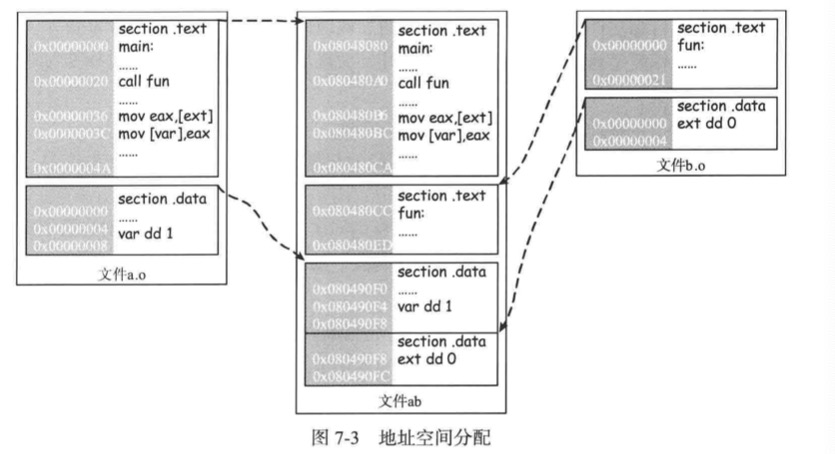 section .text
0x00000000 main:
......
0x00000020 call fun
......
0x00000036 mov eax,[ext]
0x0000003C mov [var],eax
......
0x0000004A
section .data
0x00000000
......
0x00000004 var dd 1
0x00000008
文件a.o
section .text
0x08048080 main:
......
0x080480A0 call fun
......
0x080480B6 mov eax,[ext]
0x080480BC mov [var],eax
......
0x080480CA
section .text
0x080480CC fun:
......
0x080480ED
section .data
0x080490F0 ......
0x080490F4 var dd 1
0x080490F8
section .data
0x080490F8 ext dd 0
0x080490FC
文件ab
section .text
0x00000000 fun:
......
0x00000021
section .data
0x00000000 ext dd 0
0x00000004
文件b.o
图 7-3 地址空间分配